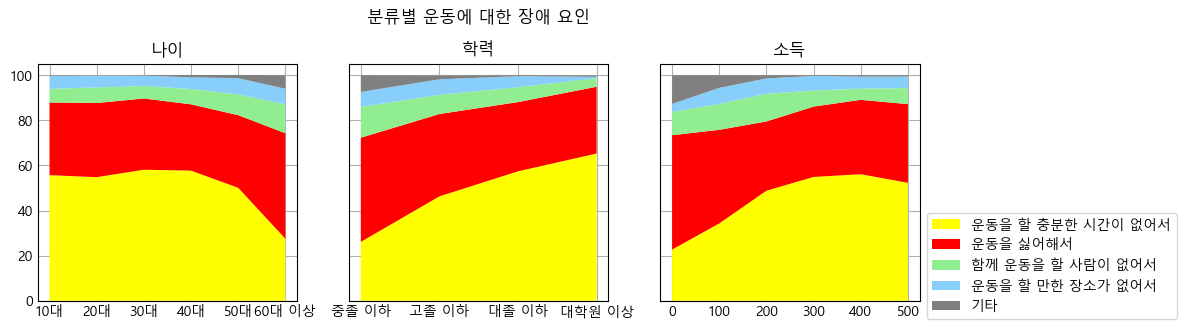 분류별 운동에 대한 장애 요인
나이
학력
소득
100
80
60
40
20
0
10대 20대 30대 40대 50대 60대 이상
중졸 이하 고졸 이하 대졸 이하 대학원 이상
0 100 200 300 400 500
운동을 할 충분한 시간이 없어서
운동을 싫어해서
함께 운동을 할 사람이 없어서
운동을 할 만한 장소가 없어서
기타